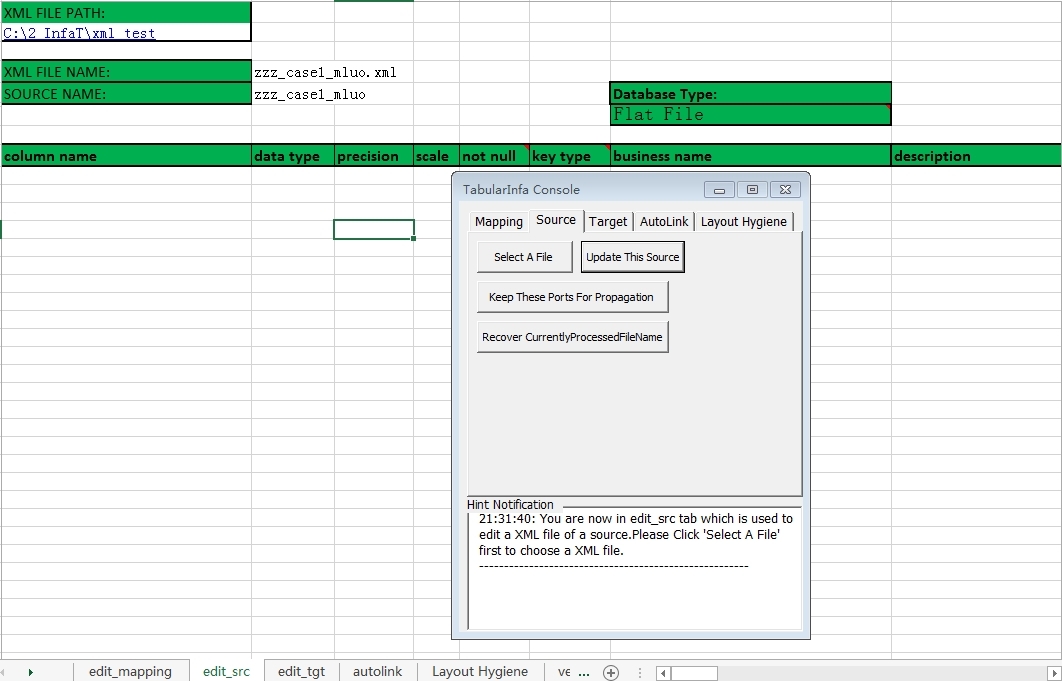 XML FILE PATH:
C:\2 InfaT\xml test
XML FILE NAME: zzz_case1_mluo.xml
SOURCE NAME: zzz_case1_mluo
Database Type:
Flat File
column name data type precision scale not null key type business name description
TabularInfa Console
Mapping Source Target AutoLink Layout Hygiene
Select A File Update This Source
Keep These Ports For Propagation
Recover CurrentlyProcessedFileName
Hint Notification
21:31:40: You are now in edit_src tab which is used to
edit a XML file of a source.Please Click 'Select A File'
first to choose a XML file.
------------------------------------------------------
edit_mapping edit_src edit_tgt autolink Layout Hygiene ve ...